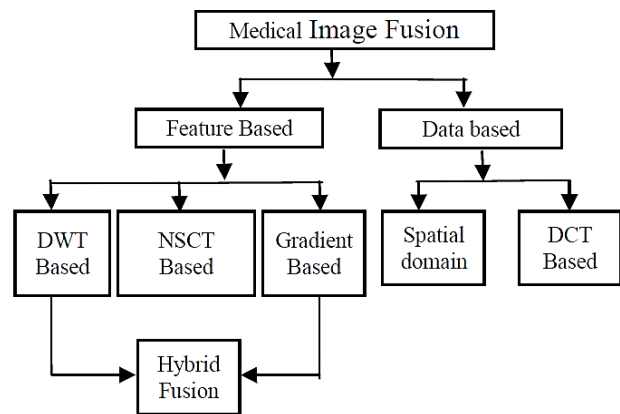 Medical Image Fusion
Feature Based
Data based
DWT
Based
NSCT
Based
Gradient
Based
Spatial
domain
DCT
Based
Hybrid
Fusion